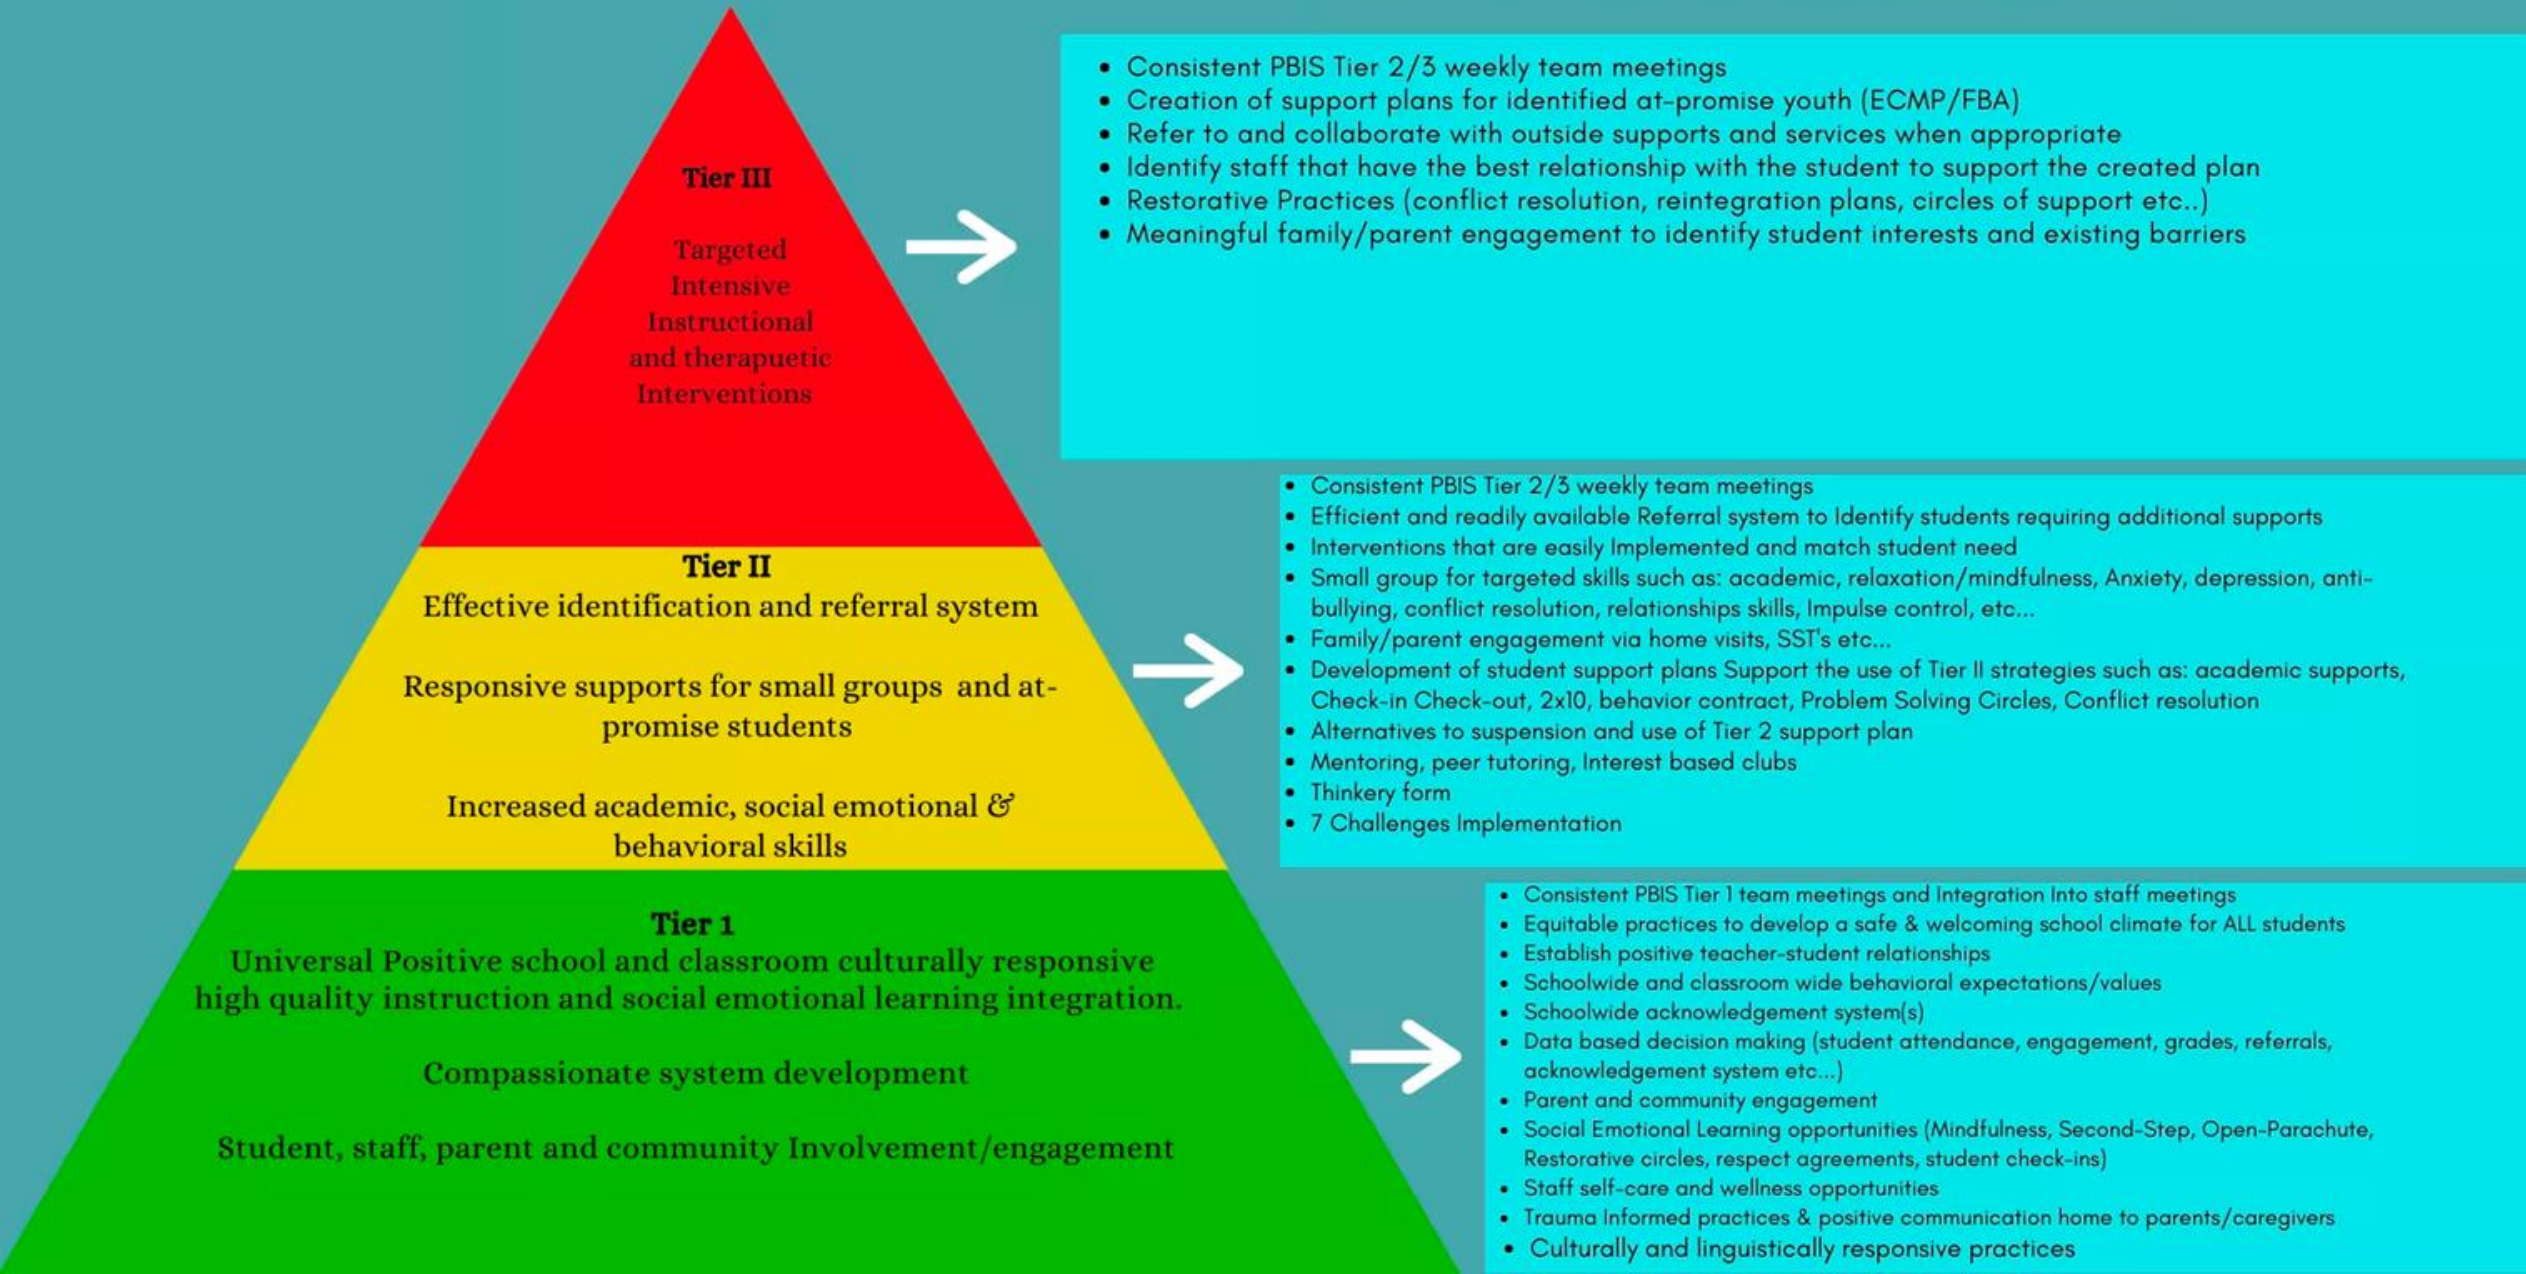 Tier III
Targeted
Intensive
Instructional
and therapuetic
Interventions
• Consistent PBIS Tier 2/3 weekly team meetings
• Creation of support plans for identified at-promise youth (ECMP/FBA)
• Refer to and collaborate with outside supports and services when appropriate
• Identify staff that have the best relationship with the student to support the created plan
• Restorative Practices (conflict resolution, reintegration plans, circles of support etc..)
• Meaningful family/parent engagement to identify student interests and existing barriers
Tier II
Effective identification and referral system
Responsive supports for small groups and at-
promise students
Increased academic, social emotional &
behavioral skills
• Consistent PBIS Tier 2/3 weekly team meetings
• Efficient and readily available Referral system to Identify students requiring additional supports
• Interventions that are easily Implemented and match student need
• Small group for targeted skills such as: academic, relaxation/mindfulness, Anxiety, depression, anti-
bullying, conflict resolution, relationships skills, Impulse control, etc...
• Family/parent engagement via home visits, SST's etc...
• Development of student support plans Support the use of Tier II strategies such as: academic supports,
Check-in Check-out, 2x10, behavior contract, Problem Solving Circles, Conflict resolution
• Alternatives to suspension and use of Tier 2 support plan
• Mentoring, peer tutoring, Interest based clubs
• Thinkery form
• 7 Challenges Implementation
Tier 1
Universal Positive school and classroom culturally responsive
high quality instruction and social emotional learning integration.
Compassionate system development
Student, staff, parent and community Involvement/engagement
• Consistent PBIS Tier 1 team meetings and Integration Into staff meetings
• Equitable practices to develop a safe & welcoming school climate for ALL students
• Establish positive teacher-student relationships
• Schoolwide and classroom wide behavioral expectations/values
• Schoolwide acknowledgement system(s)
• Data based decision making (student attendance, engagement, grades, referrals,
acknowledgement system etc...)
• Parent and community engagement
• Social Emotional Learning opportunities (Mindfulness, Second-Step, Open-Parachute,
Restorative circles, respect agreements, student check-ins)
• Staff self-care and wellness opportunities
• Trauma Informed practices & positive communication home to parents/caregivers
• Culturally and linguistically responsive practices